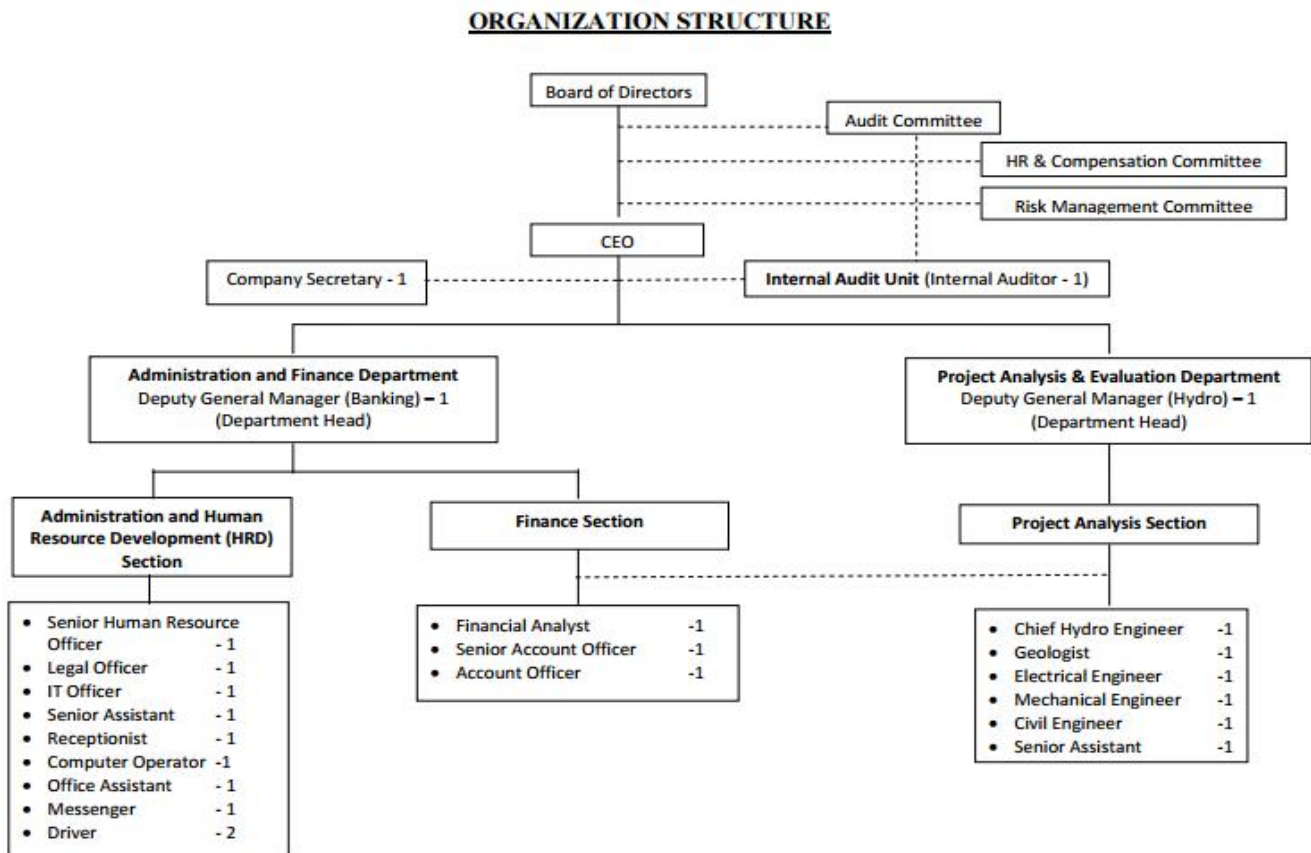 ORGANIZATION STRUCTURE
Board of Directors
Audit Committee
HR & Compensation Committee
Risk Management Committee
CEO
Company Secretary - 1
Internal Audit Unit (Internal Auditor - 1)
Administration and Finance Department
Deputy General Manager (Banking) – 1
(Department Head)
Project Analysis & Evaluation Department
Deputy General Manager (Hydro) – 1
(Department Head)
Administration and Human
Resource Development (HRD)
Section
Finance Section
Project Analysis Section
• Senior Human Resource
Officer - 1
• Legal Officer - 1
• IT Officer - 1
• Senior Assistant - 1
• Receptionist - 1
• Computer Operator -1
• Office Assistant - 1
• Messenger - 1
• Driver - 2
• Financial Analyst -1
• Senior Account Officer -1
• Account Officer -1
• Chief Hydro Engineer -1
• Geologist -1
• Electrical Engineer -1
• Mechanical Engineer -1
• Civil Engineer -1
• Senior Assistant -1